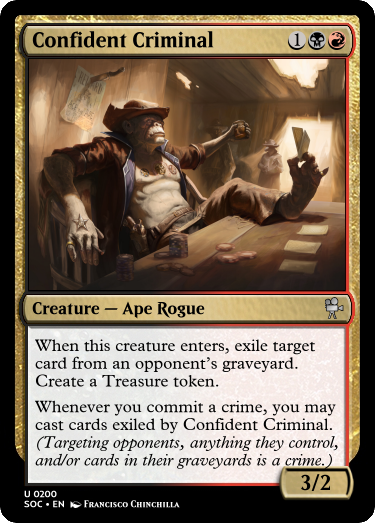 Confident Criminal 1
Creature — Ape Rogue
When this creature enters, exile target
card from an opponent's graveyard.
Create a Treasure token.
Whenever you commit a crime, you may
cast cards exiled by Confident Criminal.
(Targeting opponents, anything they control,
and/or cards in their graveyards is a crime.)
3/2
U 0200
SOC • EN Francisco Chinchilla